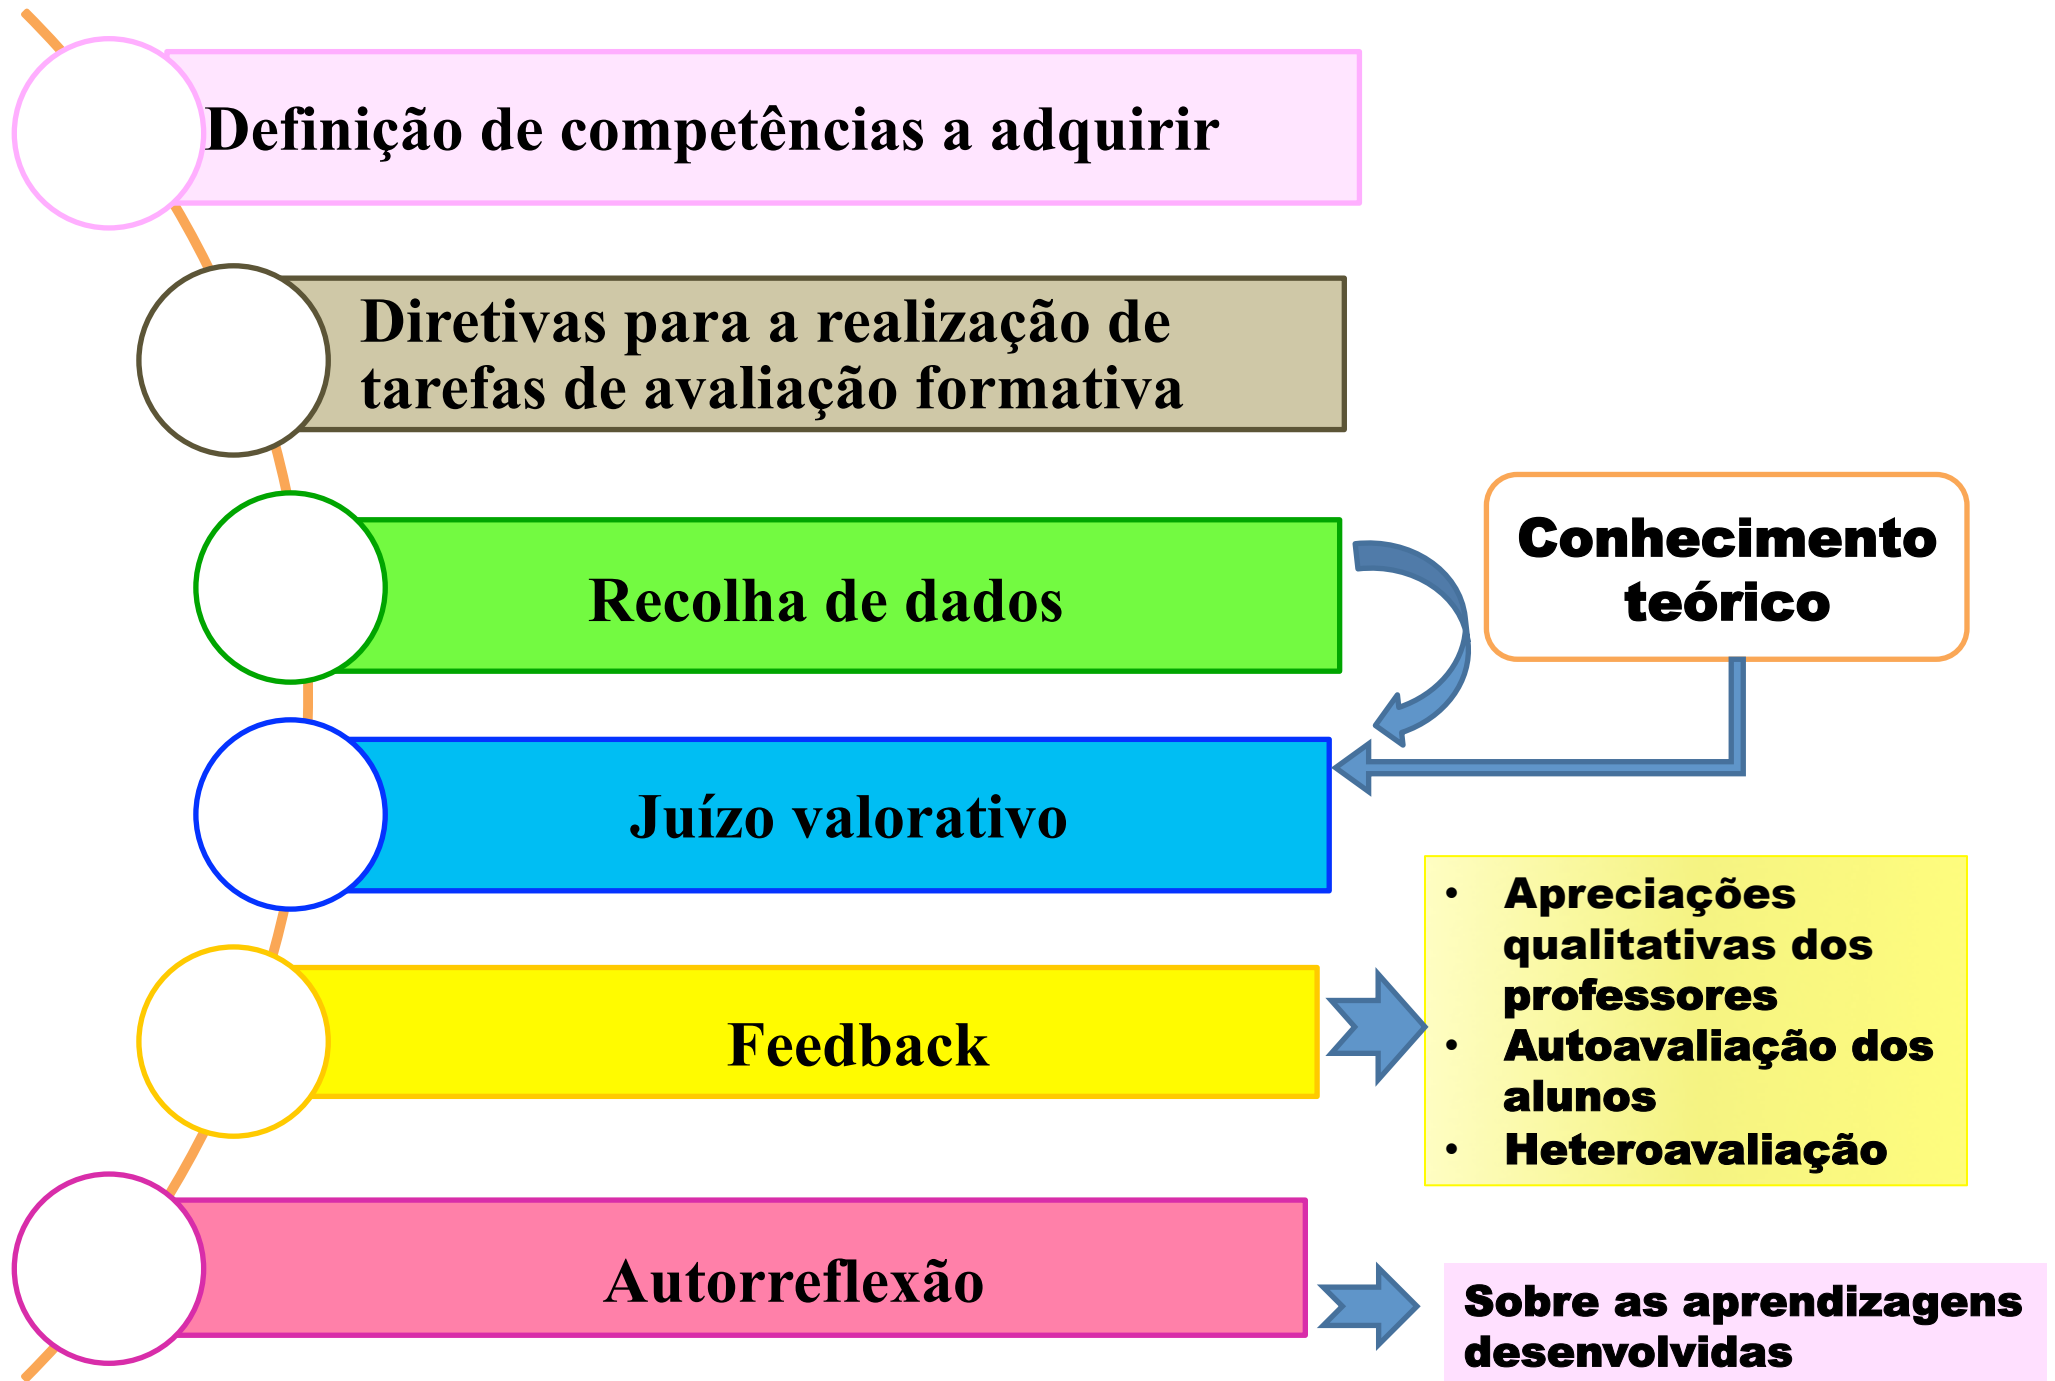 Definição de competências a adquirir
Diretivas para a realização de
tarefas de avaliação formativa
Recolha de dados
Conhecimento
teórico
Juízo valorativo
Feedback
• Apreciações
qualitativas dos
professores
• Autoavaliação dos
alunos
• Heteroavaliação
Autorreflexão
Sobre as aprendizagens
desenvolvidas